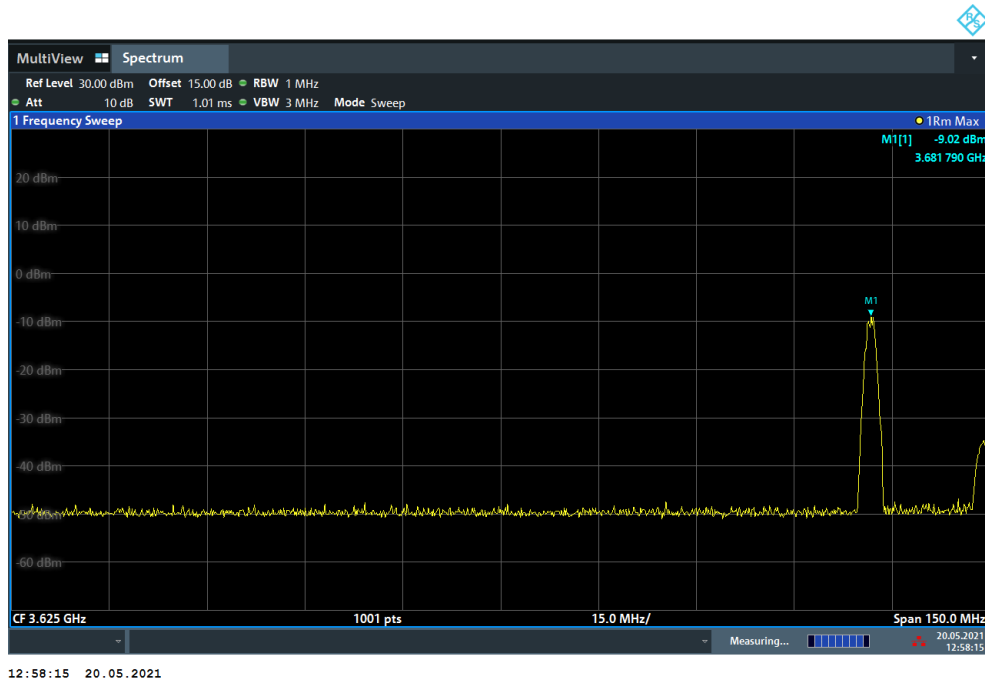 R&S
MultiView Spectrum
Ref Level 30.00 dBm Offset 15.00 dB RBW 1 MHz
Att 10 dB SWT 1.01 ms VBW 3 MHz Mode Sweep
1 Frequency Sweep 1Rm Max
M1[1] -9.02 dBm
3.681 790 GHz
20 dBm
10 dBm
0 dBm
M1
-10 dBm
-20 dBm
-30 dBm
-40 dBm
-50 dBm
-60 dBm
CF 3.625 GHz 1001 pts 15.0 MHz/ Span 150.0 MHz
Measuring... 20.05.2021
12:58:15
12:58:15 20.05.2021